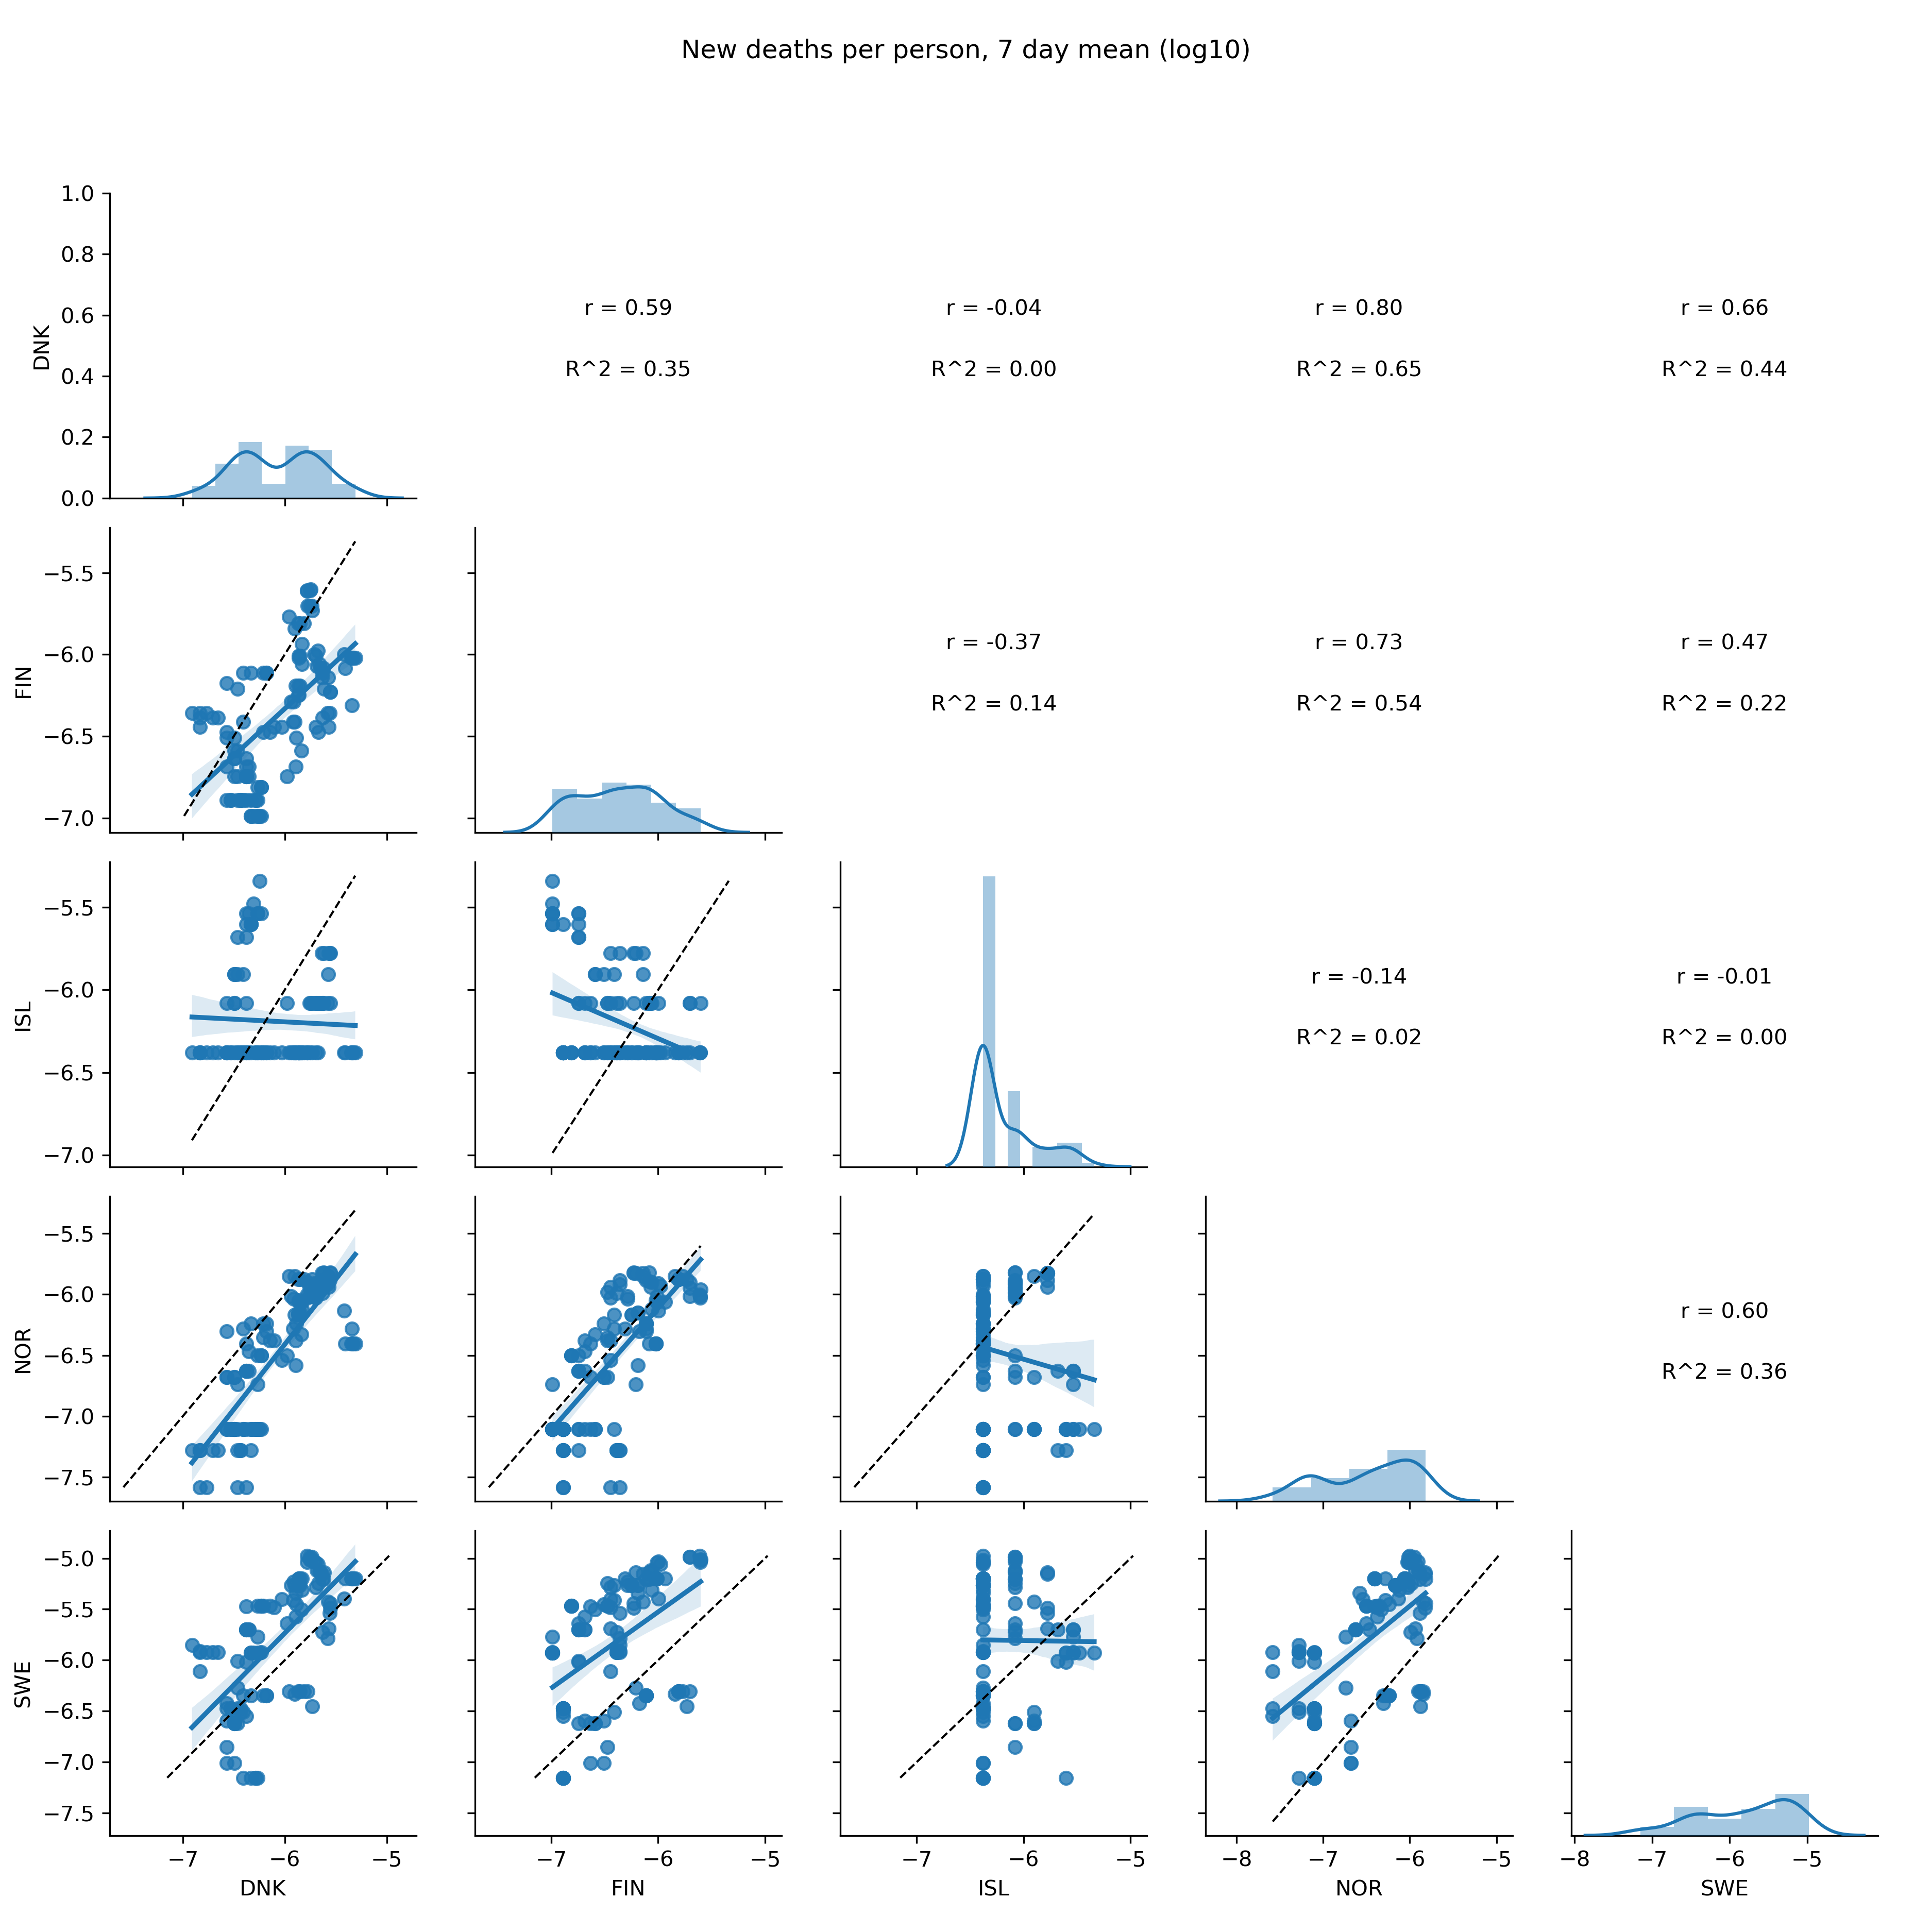 New deaths per person, 7 day mean (log10)
1.0
0.8
0.6
0.4
0.2
0.0
DNK
r = 0.59
R^2 = 0.35
r = -0.04
R^2 = 0.00
r = 0.80
R^2 = 0.65
r = 0.66
R^2 = 0.44
−7
−6
−5
−5.5
−6.0
−6.5
−7.0
FIN
r = -0.37
R^2 = 0.14
r = 0.73
R^2 = 0.54
r = 0.47
R^2 = 0.22
−5.5
−6.0
−6.5
−7.0
ISL
r = -0.14
R^2 = 0.02
r = -0.01
R^2 = 0.00
−5.5
−6.0
−6.5
−7.0
−7.5
NOR
r = 0.60
R^2 = 0.36
−5.0
−5.5
−6.0
−6.5
−7.0
−7.5
SWE
−7 −6 −5
−7 −6 −5
−7 −6 −5
−8 −7 −6 −5
−8 −7 −6 −5
DNK
FIN
ISL
NOR
SWE